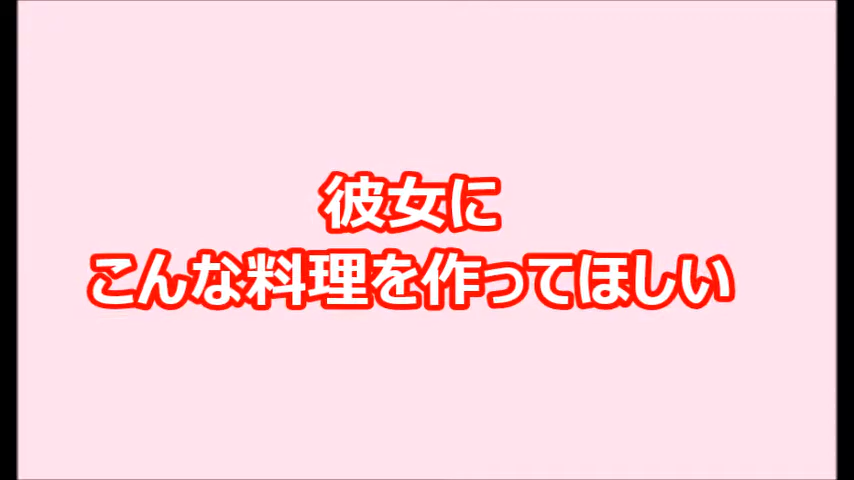 彼女に
こんな料理を作ってほしい